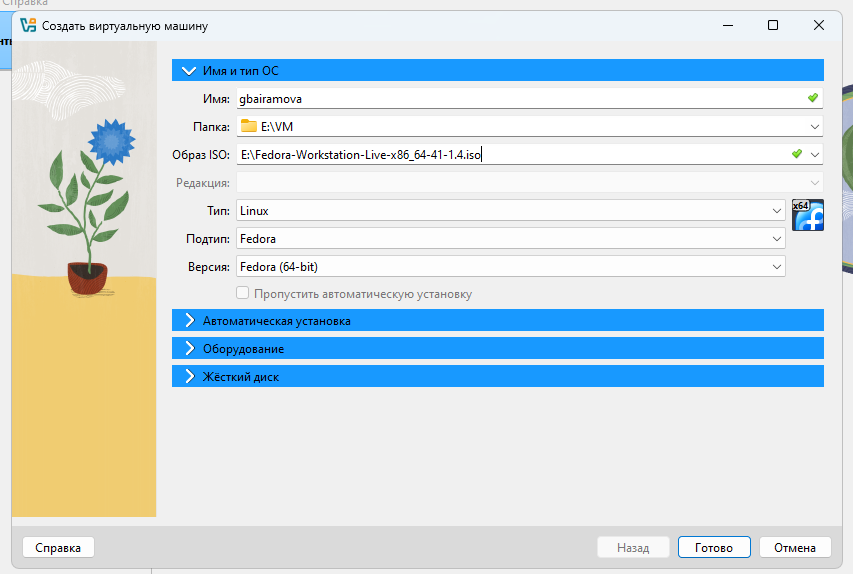 Справка
Создать виртуальную машину
Имя и тип ОС
Имя: gbairamova
Папка: E:\VM
Образ ISO: E:\Fedora-Workstation-Live-x86_64-41-1.4.iso
Редакция:
Тип: Linux
x64
Подтип: Fedora
Версия: Fedora (64-bit)
Пропустить автоматическую установку
Автоматическая установка
Оборудование
Жёсткий диск
Справка Назад Готово Отмена